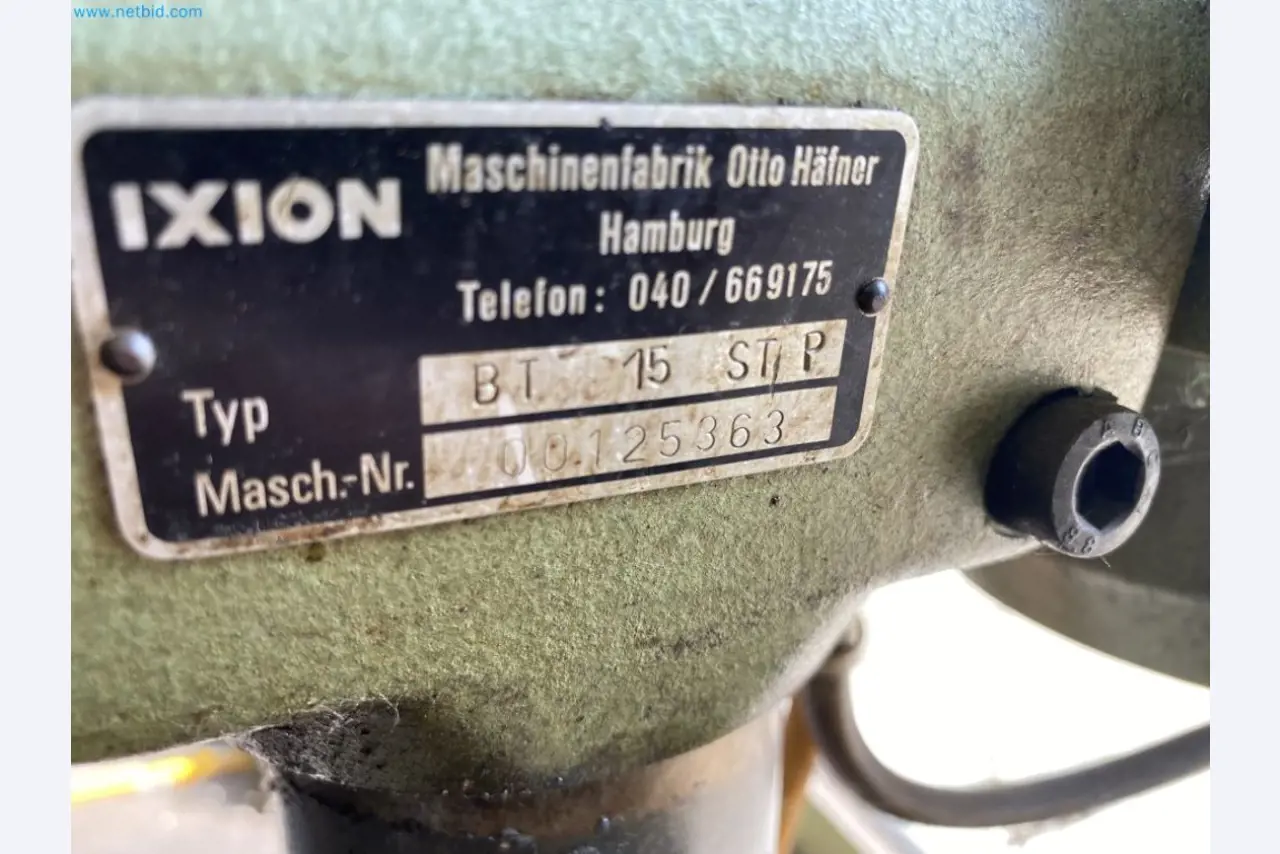 www.netbid.com
IXION
Maschinenfabrik Otto Häfner
Hamburg
Telefon: 040/669175
Typ BT 15 ST P
Masch.-Nr. 00125363